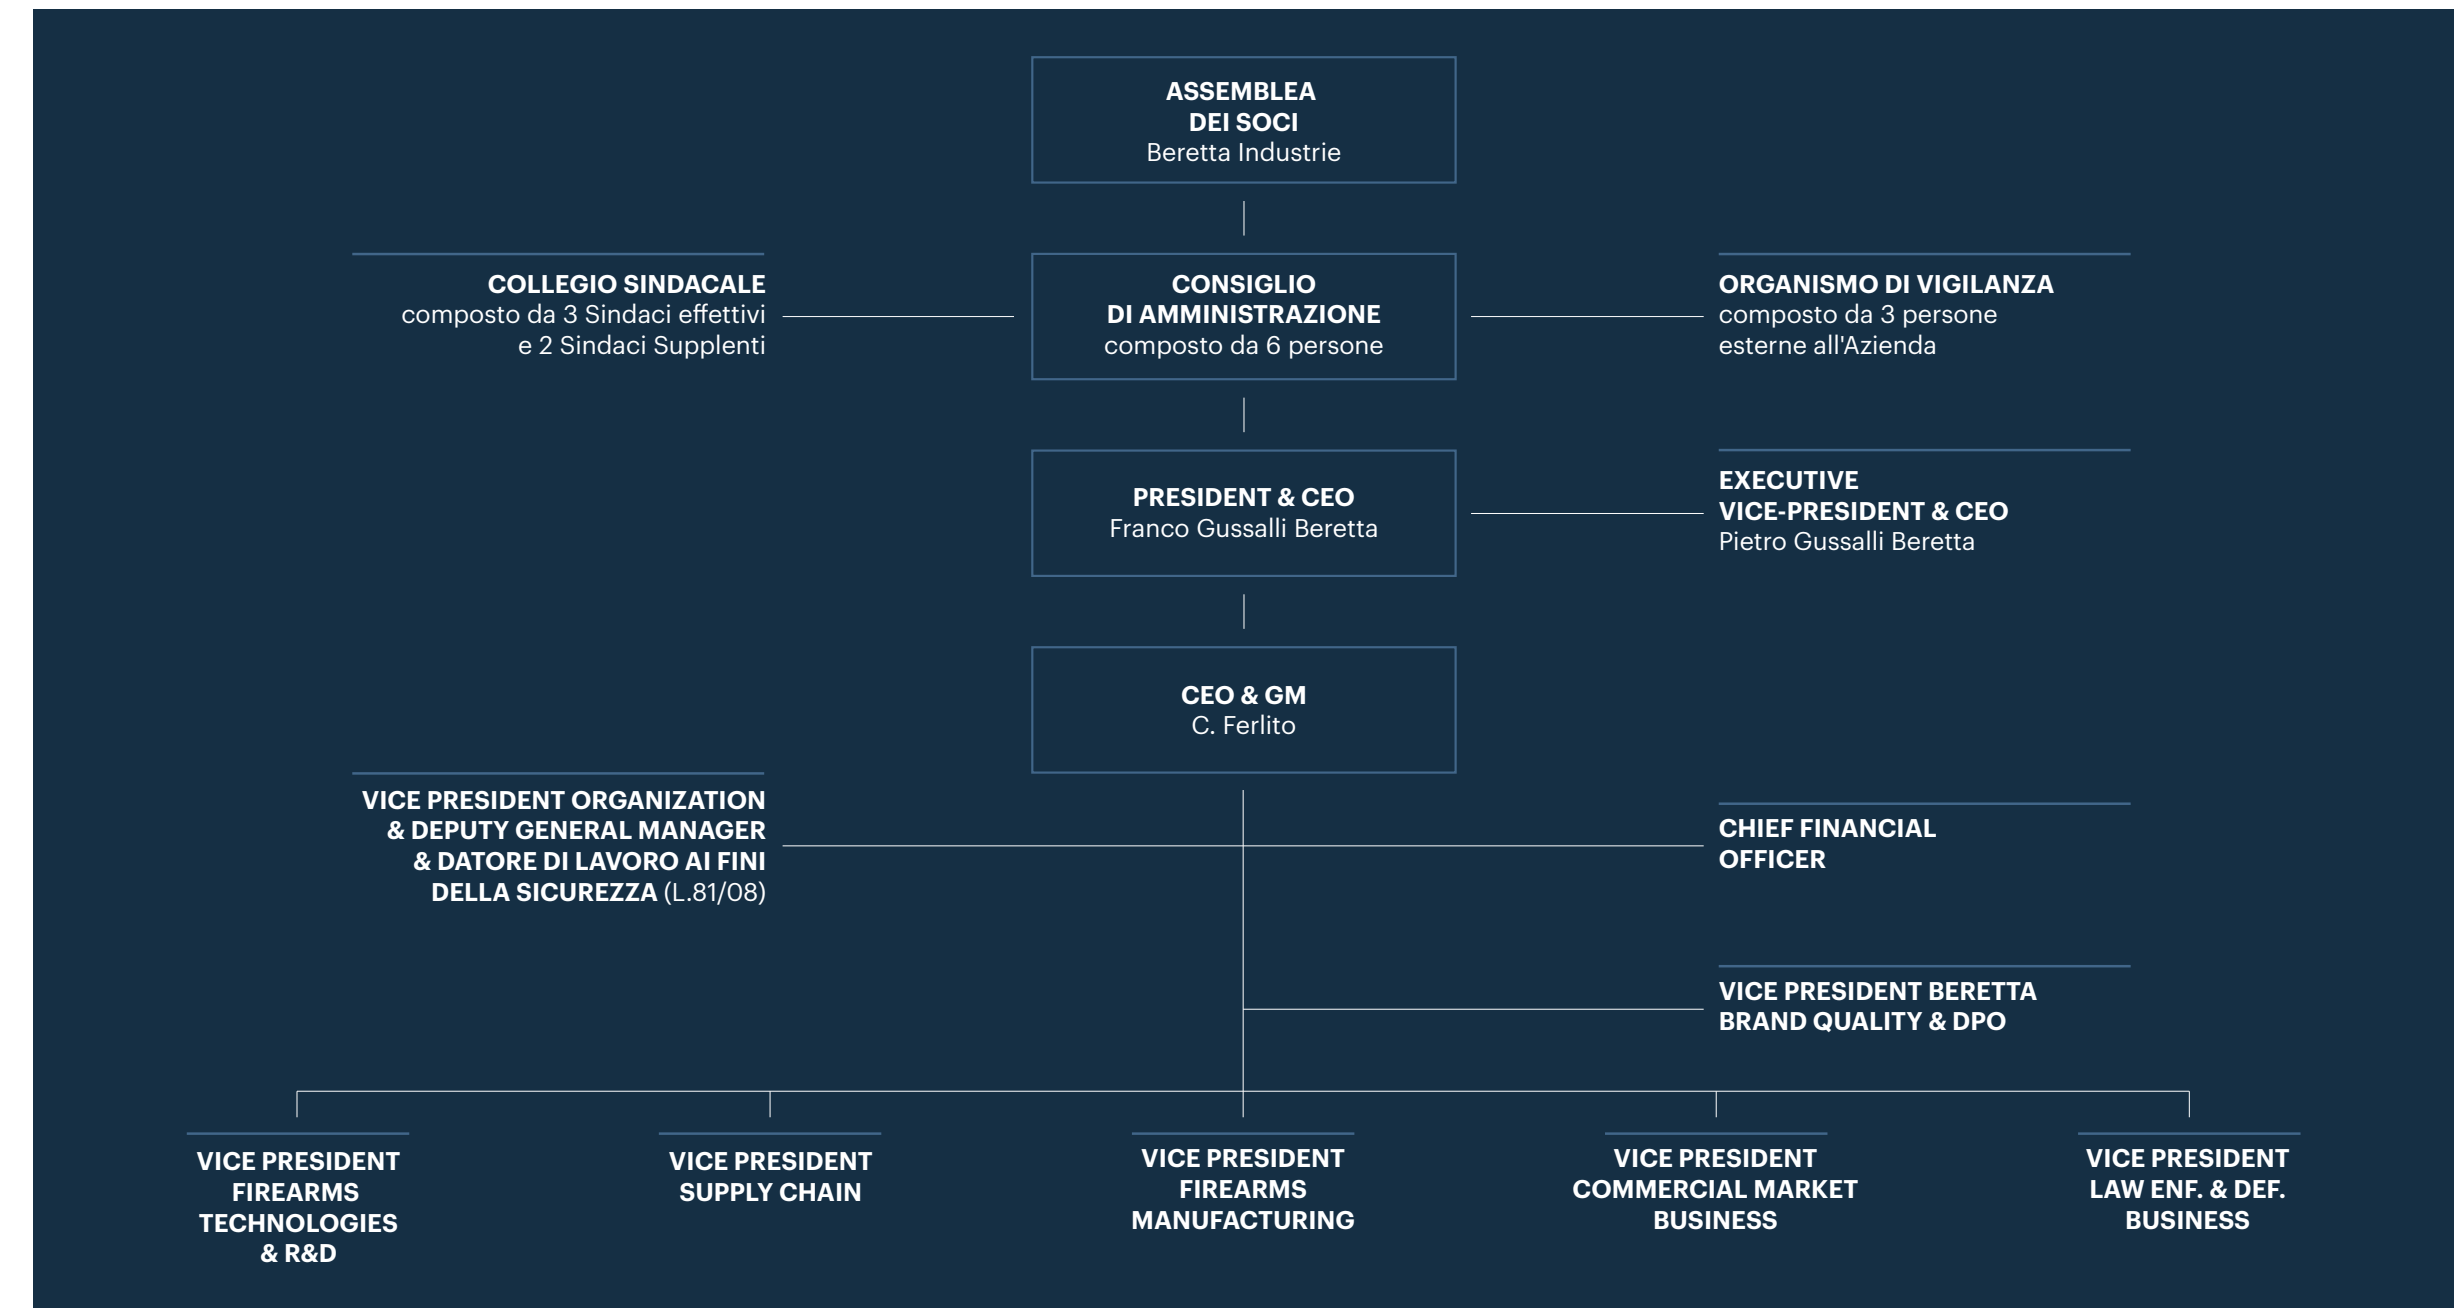 ASSEMBLEA
DEI SOCI
Beretta Industrie
COLLEGIO SINDACALE
composto da 3 Sindaci effettivi
e 2 Sindaci Supplenti
CONSIGLIO
DI AMMINISTRAZIONE
composto da 6 persone
ORGANISMO DI VIGILANZA
composto da 3 persone
esterne all'Azienda
PRESIDENT & CEO
Franco Gussalli Beretta
EXECUTIVE
VICE-PRESIDENT & CEO
Pietro Gussalli Beretta
CEO & GM
C. Ferlito
VICE PRESIDENT ORGANIZATION
& DEPUTY GENERAL MANAGER
& DATORE DI LAVORO AI FINI
DELLA SICUREZZA (L.81/08)
CHIEF FINANCIAL
OFFICER
VICE PRESIDENT BERETTA
BRAND QUALITY & DPO
VICE PRESIDENT
FIREARMS
TECHNOLOGIES
& R&D
VICE PRESIDENT
SUPPLY CHAIN
VICE PRESIDENT
FIREARMS
MANUFACTURING
VICE PRESIDENT
COMMERCIAL MARKET
BUSINESS
VICE PRESIDENT
LAW ENF. & DEF.
BUSINESS